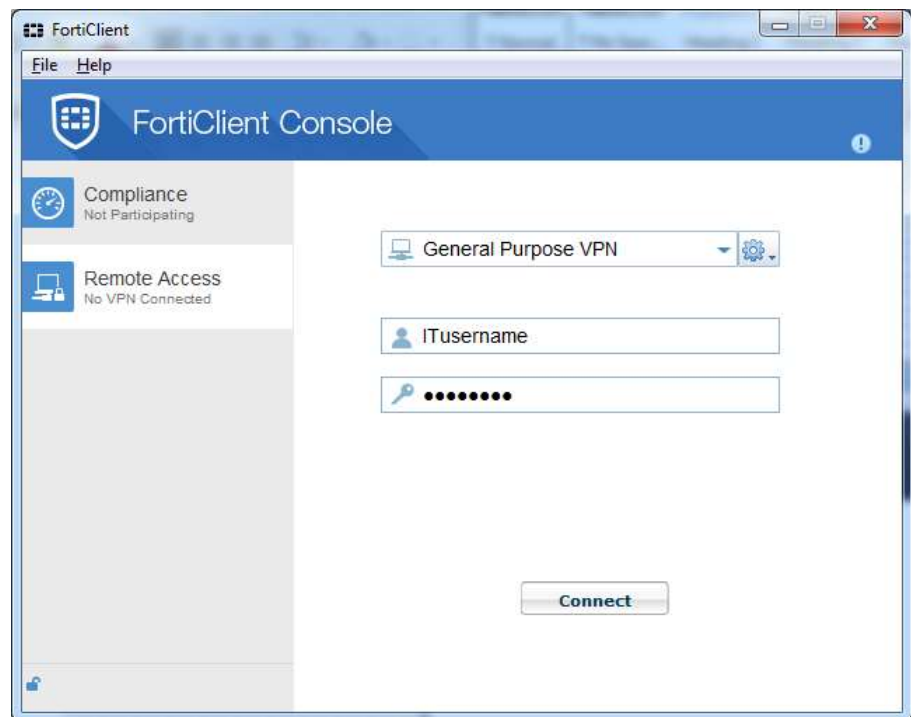 FortiClient
File Help
FortiClient Console
Compliance
Not Participating
Remote Access
No VPN Connected
General Purpose VPN
ITusername
••••••••
Connect